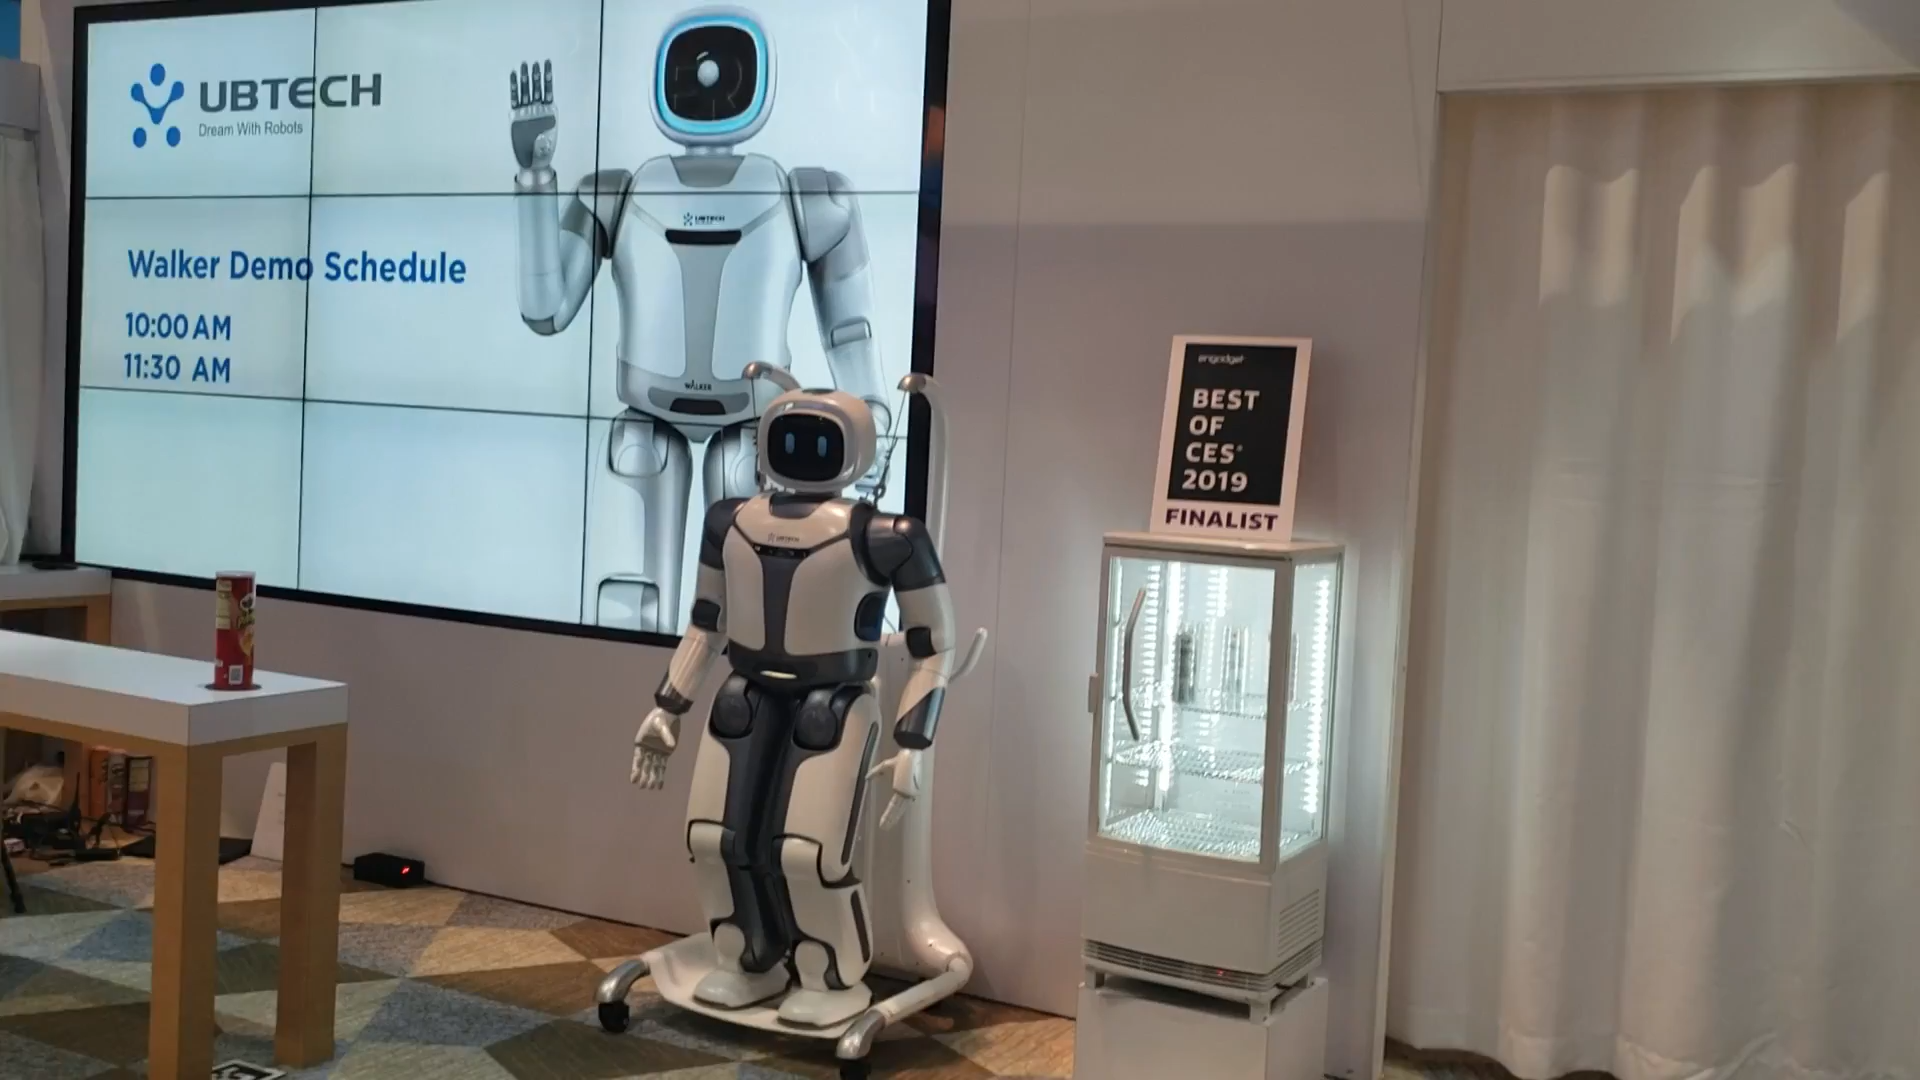 UBTECH
Dream With Robots
Walker Demo Schedule
10:00 AM
11:30 AM
UBTECH
WALKER
UBTECH
engadget
BEST
OF
CES®
2019
FINALIST